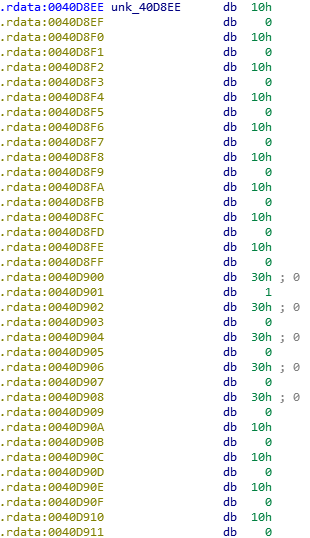 .rdata:0040D8EE unk_40D8EE db 10h
.rdata:0040D8EF db 0
.rdata:0040D8F0 db 10h
.rdata:0040D8F1 db 0
.rdata:0040D8F2 db 10h
.rdata:0040D8F3 db 0
.rdata:0040D8F4 db 10h
.rdata:0040D8F5 db 0
.rdata:0040D8F6 db 10h
.rdata:0040D8F7 db 0
.rdata:0040D8F8 db 10h
.rdata:0040D8F9 db 0
.rdata:0040D8FA db 10h
.rdata:0040D8FB db 0
.rdata:0040D8FC db 10h
.rdata:0040D8FD db 0
.rdata:0040D8FE db 10h
.rdata:0040D8FF db 0
.rdata:0040D900 db 30h ; 0
.rdata:0040D901 db 1
.rdata:0040D902 db 30h ; 0
.rdata:0040D903 db 0
.rdata:0040D904 db 30h ; 0
.rdata:0040D905 db 0
.rdata:0040D906 db 30h ; 0
.rdata:0040D907 db 0
.rdata:0040D908 db 30h ; 0
.rdata:0040D909 db 0
.rdata:0040D90A db 10h
.rdata:0040D90B db 0
.rdata:0040D90C db 10h
.rdata:0040D90D db 0
.rdata:0040D90E db 10h
.rdata:0040D90F db 0
.rdata:0040D910 db 10h
.rdata:0040D911 db 0